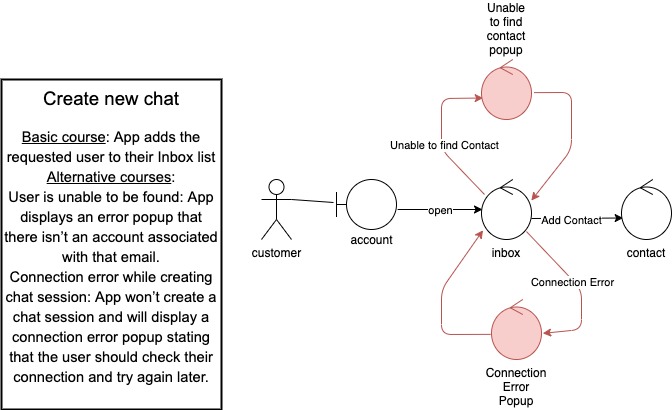 Create new chat
Basic course: App adds the
requested user to their Inbox list
Alternative courses:
User is unable to be found: App
displays an error popup that
there isn't an account associated
with that email.
Connection error while creating
chat session: App won't create a
chat session and will display a
connection error popup stating
that the user should check their
connection and try again later.
Unable
to find
contact
popup
Unable to find Contact
customer
account
open
inbox
Add Contact
contact
Connection Error
Connection
Error
Popup